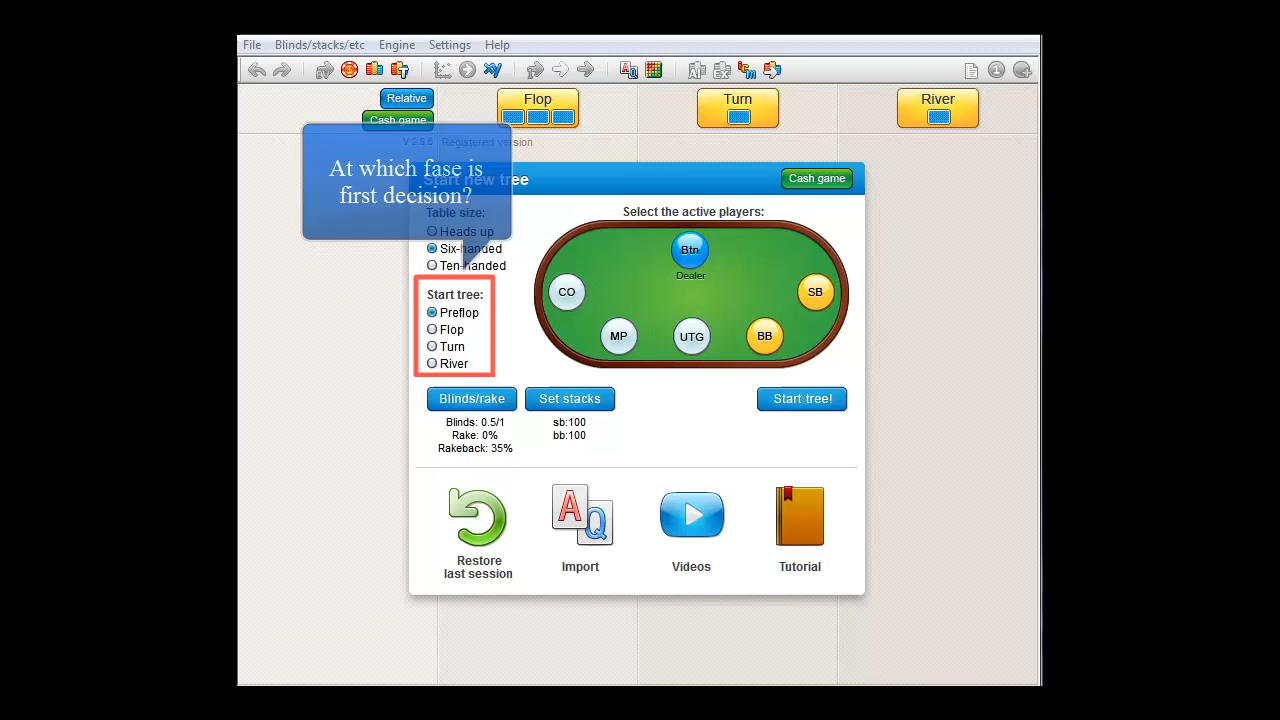 File Blinds/stacks/etc Engine Settings Help
Relative
Cash game
Flop
Turn
River
Registered version
At which fase is
first decision?
Start new tree
Cash game
Table size:
Heads up
Six-handed
Ten-handed
Start tree:
Preflop
Flop
Turn
River
Select the active players:
Btn
Dealer
CO
SB
MP
UTG
BB
Blinds/rake
Set stacks
Start tree!
Blinds: 0.5/1
Rake: 0%
Rakeback: 35%
sb:100
bb:100
Restore
last session
Import
Videos
Tutorial